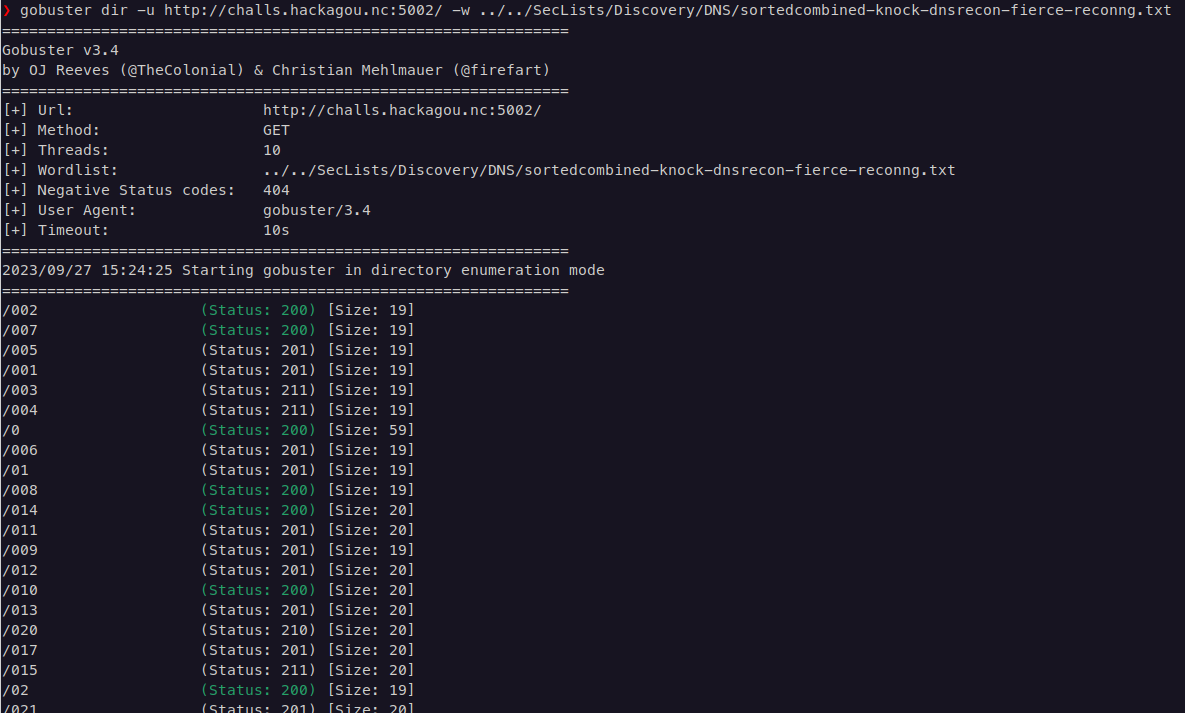 ❯ gobuster dir -u http://challs.hackagou.nc:5002/ -w ../../SecLists/Discovery/DNS/sortedcombined-knock-dnsrecon-fierce-reconng.txt
===============================================================
Gobuster v3.4
by OJ Reeves (@TheColonial) & Christian Mehlmauer (@firefart)
===============================================================
[+] Url:                     http://challs.hackagou.nc:5002/
[+] Method:                  GET
[+] Threads:                 10
[+] Wordlist:                ../../SecLists/Discovery/DNS/sortedcombined-knock-dnsrecon-fierce-reconng.txt
[+] Negative Status codes:   404
[+] User Agent:              gobuster/3.4
[+] Timeout:                 10s
===============================================================
2023/09/27 15:24:25 Starting gobuster in directory enumeration mode
===============================================================
/002                  (Status: 200) [Size: 19]
/007                  (Status: 200) [Size: 19]
/005                  (Status: 201) [Size: 19]
/001                  (Status: 201) [Size: 19]
/003                  (Status: 211) [Size: 19]
/004                  (Status: 211) [Size: 19]
/0                    (Status: 200) [Size: 59]
/006                  (Status: 201) [Size: 19]
/01                   (Status: 201) [Size: 19]
/008                  (Status: 200) [Size: 19]
/014                  (Status: 200) [Size: 20]
/011                  (Status: 201) [Size: 20]
/009                  (Status: 201) [Size: 19]
/012                  (Status: 201) [Size: 20]
/010                  (Status: 200) [Size: 20]
/013                  (Status: 201) [Size: 20]
/020                  (Status: 210) [Size: 20]
/017                  (Status: 201) [Size: 20]
/015                  (Status: 211) [Size: 20]
/02                   (Status: 200) [Size: 19]
/021                  (Status: 201) [Size: 20]